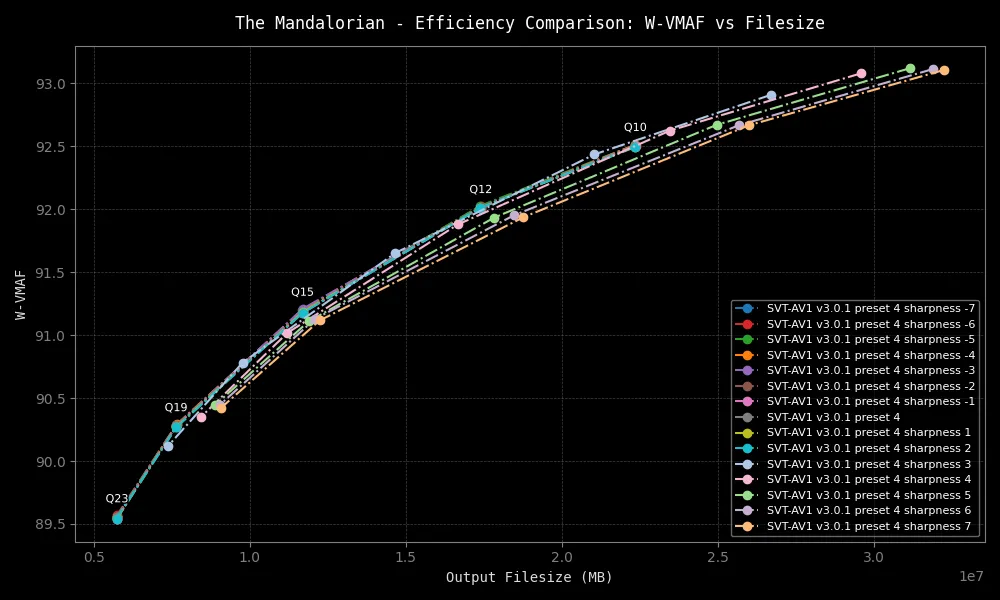 The Mandalorian - Efficiency Comparison: W-VMAF vs Filesize
93.0
92.5
92.0
91.5
91.0
90.5
90.0
89.5
W-VMAF
Q10
Q12
Q15
Q19
Q23
SVT-AV1 v3.0.1 preset 4 sharpness -7
SVT-AV1 v3.0.1 preset 4 sharpness -6
SVT-AV1 v3.0.1 preset 4 sharpness -5
SVT-AV1 v3.0.1 preset 4 sharpness -4
SVT-AV1 v3.0.1 preset 4 sharpness -3
SVT-AV1 v3.0.1 preset 4 sharpness -2
SVT-AV1 v3.0.1 preset 4 sharpness -1
SVT-AV1 v3.0.1 preset 4
SVT-AV1 v3.0.1 preset 4 sharpness 1
SVT-AV1 v3.0.1 preset 4 sharpness 2
SVT-AV1 v3.0.1 preset 4 sharpness 3
SVT-AV1 v3.0.1 preset 4 sharpness 4
SVT-AV1 v3.0.1 preset 4 sharpness 5
SVT-AV1 v3.0.1 preset 4 sharpness 6
SVT-AV1 v3.0.1 preset 4 sharpness 7
0.5 1.0 1.5 2.0 2.5 3.0
1e7
Output Filesize (MB)